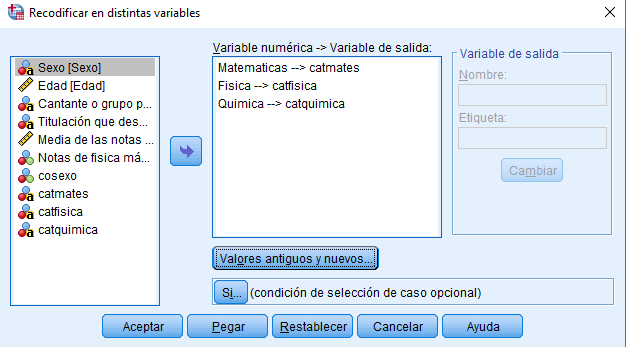 Recodificar en distintas variables
Variable numérica -> Variable de salida:
Sexo [Sexo]
Edad [Edad]
Cantante o grupo p...
Titulación que des...
Media de las notas ...
Notas de fisica má...
cosexo
catmates
catfisica
catquimica
Matematicas --> catmates
Fisica --> catfisica
Quimica --> catquimica
Variable de salida
Nombre:
Etiqueta:
Cambiar
Valores antiguos y nuevos...
Si... (condición de selección de caso opcional)
Aceptar Pegar Restablecer Cancelar Ayuda